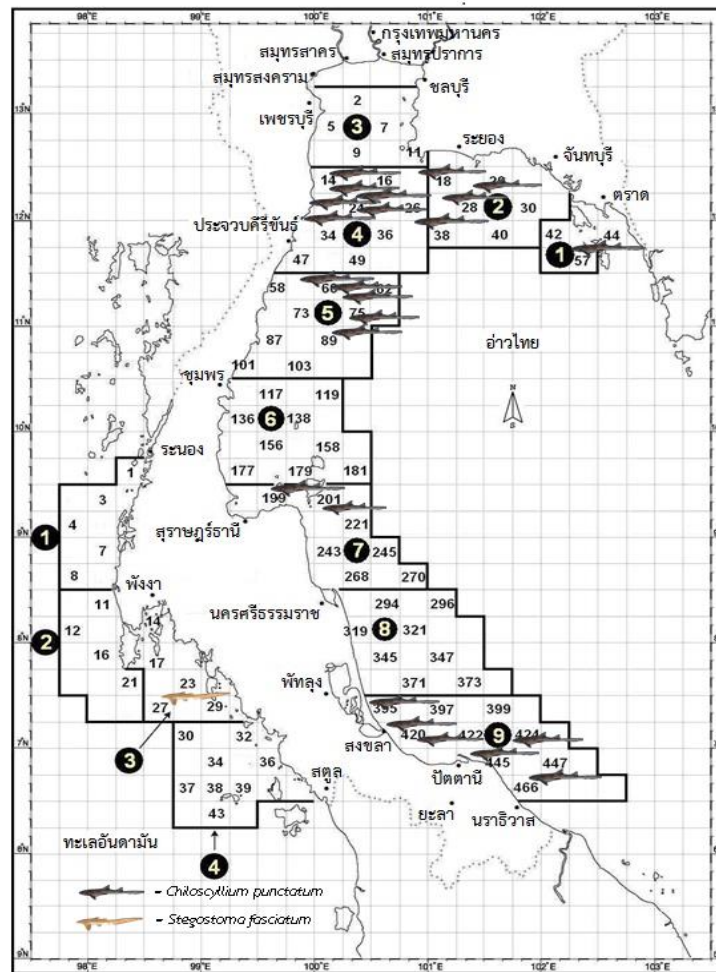 98°E 99°E 100°E 101°E 102°E 103°E
กรุงเทพมหานคร
สมุทรสาคร สมุทรปราการ
สมุทรสงคราม ชลบุรี
13°N เพชรบุรี 2
5 3 7 ระยอง
9 11 จันทบุรี
14 16 18 ตราด
24 26 28 2 30
12°N ประจวบคีรีขันธ์
34 4 36 38 40 42 44
47 49 1 57
58 66
73 5 75
11°N อ่าวไทย
87 89
ชุมพร 101 103
N
S
117 119
10°N 136 6 138
156 158
ระนอง
1 177 179 181
3 199 201
4 สุราษฎร์ธานี 221
9°N 1 7 243 7 245
8 พังงา 268 270
11 นครศรีธรรมราช 294 296
12 14 319 8 321
8°N 2 16 17 345 347
21 23 พัทลุง 371 373
27 29 395 397 399
3 30 32 สงขลา 420 422 9 424
7°N 34 36 445 447
37 38 39 สตูล ปัตตานี 466
43 ยะลา นราธิวาส
ทะเลอันดามัน
4
6°N
- Chiloscyllium punctatum
- Stegostoma fasciatum
98°E 99°E 100°E 101°E 102°E 103°E